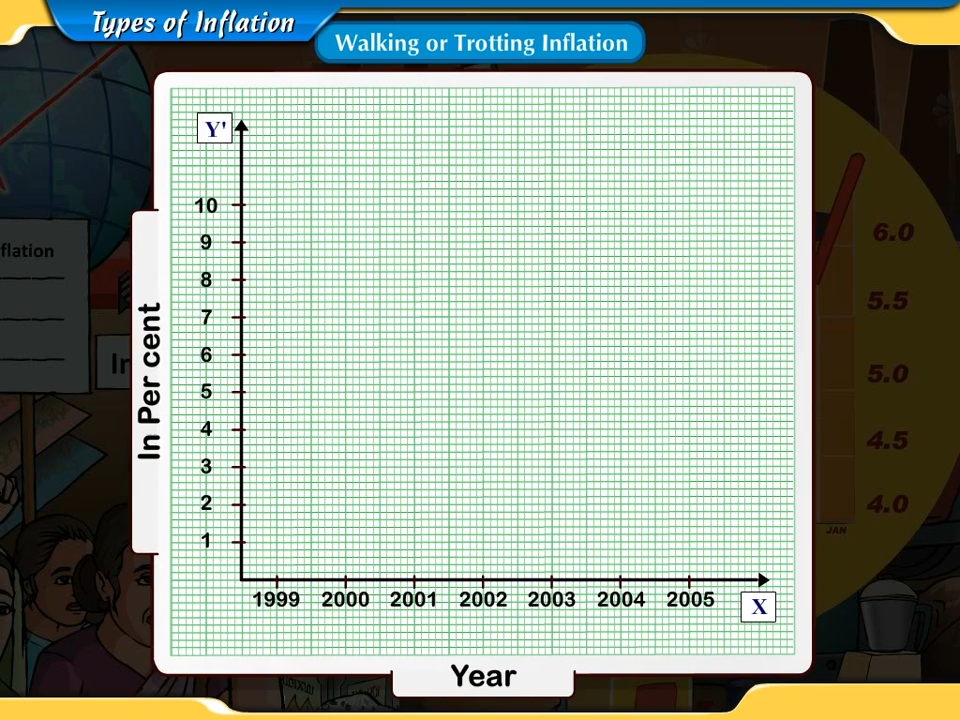 Types of Inflation
Walking or Trotting Inflation
Y'
10
9
8
7
6
5
4
3
2
1
In Per cent
1999 2000 2001 2002 2003 2004 2005
X
Year
flation
In
6.0
5.5
5.0
4.5
4.0
JAN